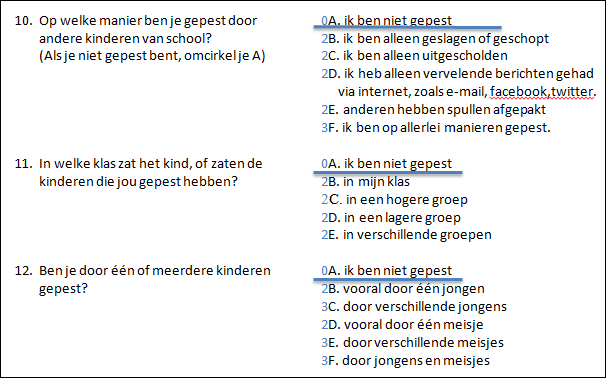 10. Op welke manier ben je gepest door
andere kinderen van school?
(Als je niet gepest bent, omcirkel je A)
0A. ik ben niet gepest
2B. ik ben alleen geslagen of geschopt
2C. ik ben alleen uitgescholden
2D. ik heb alleen vervelende berichten gehad
via internet, zoals e-mail, facebook,twitter.
2E. anderen hebben spullen afgepakt
3F. ik ben op allerlei manieren gepest.
11. In welke klas zat het kind, of zaten de
kinderen die jou gepest hebben?
0A. ik ben niet gepest
2B. in mijn klas
2C. in een hogere groep
2D. in een lagere groep
2E. in verschillende groepen
12. Ben je door één of meerdere kinderen
gepest?
0A. ik ben niet gepest
2B. vooral door één jongen
3C. door verschillende jongens
2D. vooral door één meisje
3E. door verschillende meisjes
3F. door jongens en meisjes